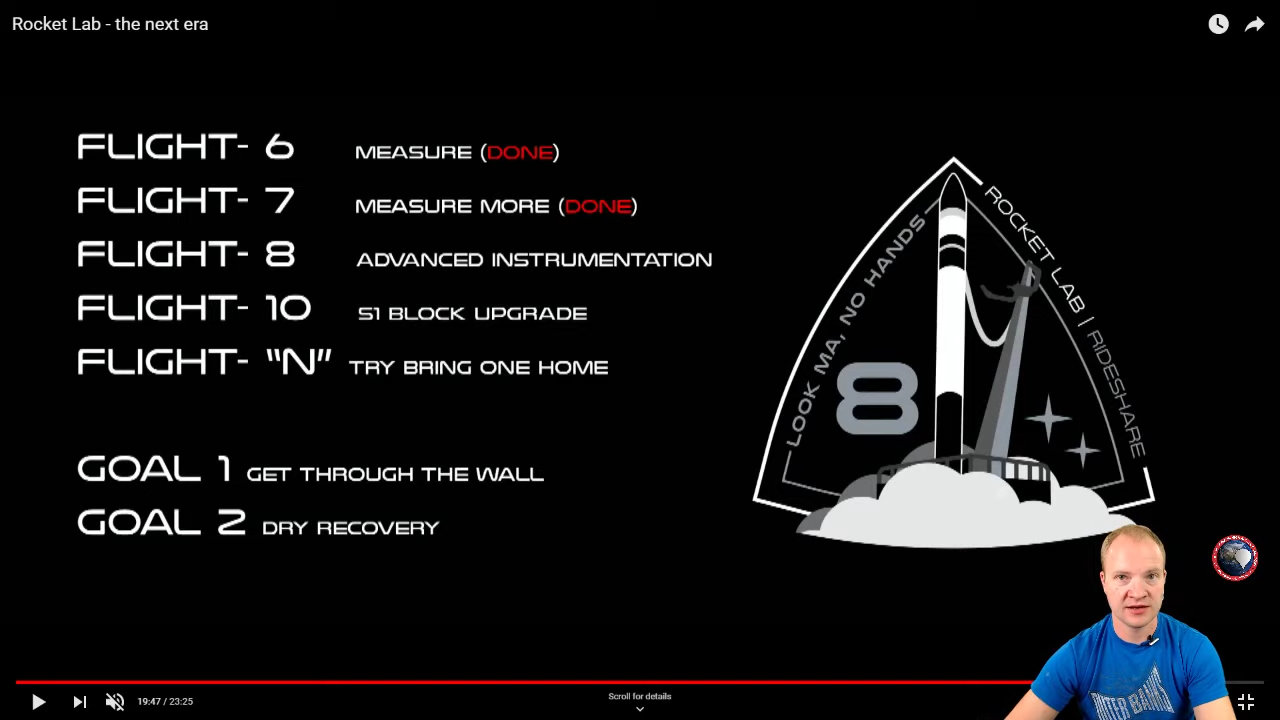 Rocket Lab - the next era
FLIGHT- 6 MEASURE (DONE)
FLIGHT- 7 MEASURE MORE (DONE)
FLIGHT- 8 ADVANCED INSTRUMENTATION
FLIGHT- 10 S1 BLOCK UPGRADE
FLIGHT- “N” TRY BRING ONE HOME
GOAL 1 GET THROUGH THE WALL
GOAL 2 DRY RECOVERY
LOOK MA, NO HANDS
ROCKET LAB | RIDESHARE
8
19:47 / 23:25
Scroll for details